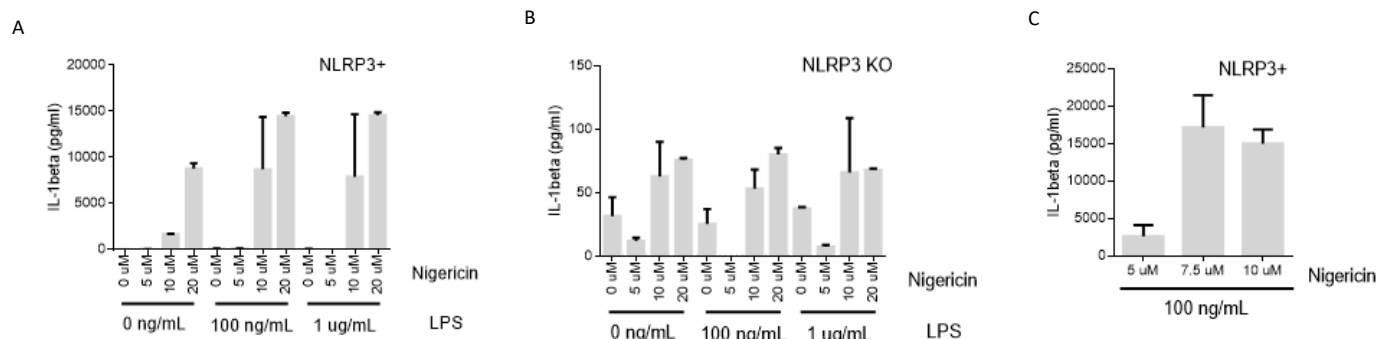 A
B
C
NLRP3+
IL-1beta (pg/ml)
20000
15000
10000
5000
0
0 uM
5 uM
10 uM
20 uM
0 uM
5 uM
10 uM
20 uM
0 uM
5 uM
10 uM
20 uM
Nigericin
0 ng/mL
100 ng/mL
1 ug/mL
LPS
NLRP3 KO
IL-1beta (pg/ml)
150
100
50
0
0 uM
5 uM
10 uM
20 uM
0 uM
5 uM
10 uM
20 uM
0 uM
5 uM
10 uM
20 uM
Nigericin
0 ng/mL
100 ng/mL
1 ug/mL
LPS
NLRP3+
IL-1beta (pg/ml)
25000
20000
15000
10000
5000
0
5 uM
7.5 uM
10 uM
Nigericin
100 ng/mL